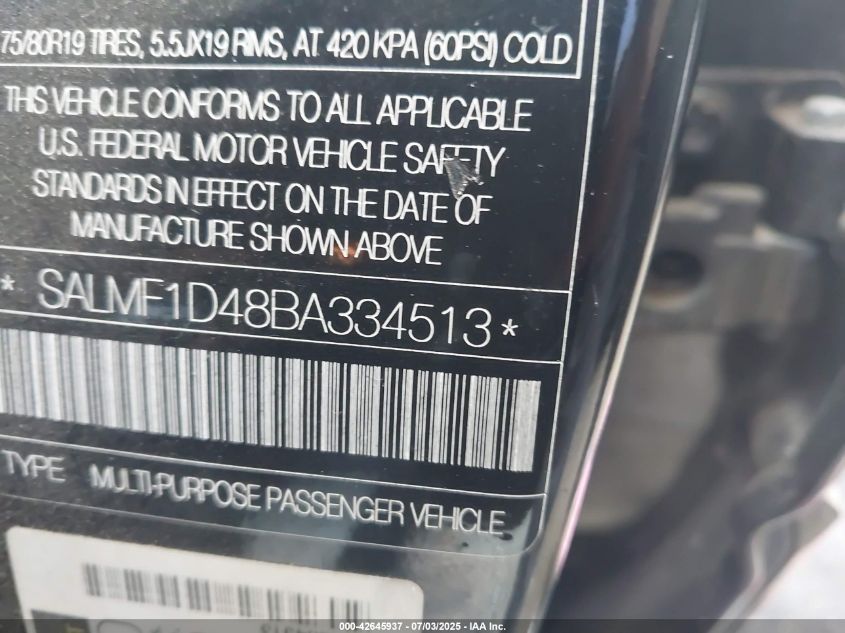 75/80R19 TIRES, 5.5JX19 RIMS, AT 420 KPA (60PSI) COLD
THIS VEHICLE CONFORMS TO ALL APPLICABLE
U.S. FEDERAL MOTOR VEHICLE SAFETY
STANDARDS IN EFFECT ON THE DATE OF
MANUFACTURE SHOWN ABOVE
* SALMF1D48BA334513*
TYPE MULTI-PURPOSE PASSENGER VEHICLE
000-42645937 - 07/03/2025 - IAA Inc.